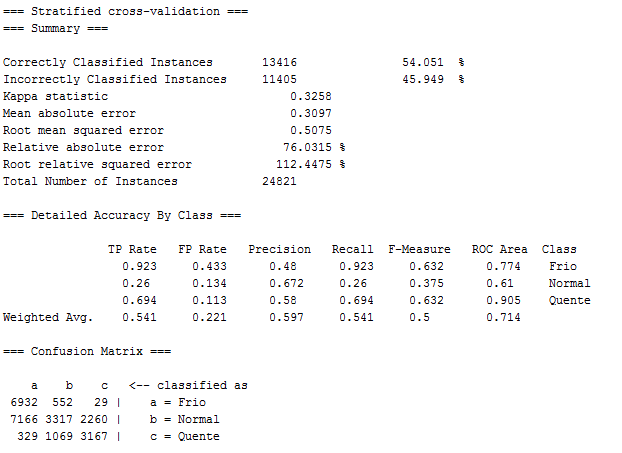 === Stratified cross-validation ===
=== Summary ===
Correctly Classified Instances 13416 54.051 %
Incorrectly Classified Instances 11405 45.949 %
Kappa statistic 0.3258
Mean absolute error 0.3097
Root mean squared error 0.5075
Relative absolute error 76.0315 %
Root relative squared error 112.4475 %
Total Number of Instances 24821
=== Detailed Accuracy By Class ===
TP Rate FP Rate Precision Recall F-Measure ROC Area Class
0.923 0.433 0.48 0.923 0.632 0.774 Frio
0.26 0.134 0.672 0.26 0.375 0.61 Normal
0.694 0.113 0.58 0.694 0.632 0.905 Quente
Weighted Avg. 0.541 0.221 0.597 0.541 0.5 0.714
=== Confusion Matrix ===
a b c <-- classified as
6932 552 29 | a = Frio
7166 3317 2260 | b = Normal
329 1069 3167 | c = Quente